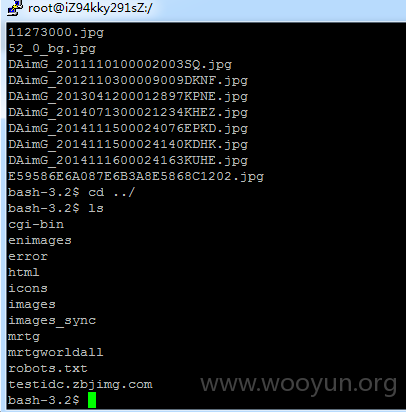 root@iZ94kky291sZ:/
11273000.jpg
52_0_bg.jpg
DAimG_2011110100002003SQ.jpg
DAimG_2012110300009009DKNF.jpg
DAimG_2013041200012897KPNE.jpg
DAimG_2014071300021234KHEZ.jpg
DAimG_2014111500024076EPKD.jpg
DAimG_2014111500024140KDHK.jpg
DAimG_2014111600024163KUHE.jpg
E59586E6A087E6B3A8E5868C1202.jpg
bash-3.2$ cd ../
bash-3.2$ ls
cgi-bin
enimages
error
html
icons
images
images_sync
mrtg
mrtgworldall
robots.txt
testidc.zbjimg.com
bash-3.2$
www.wooyun.org